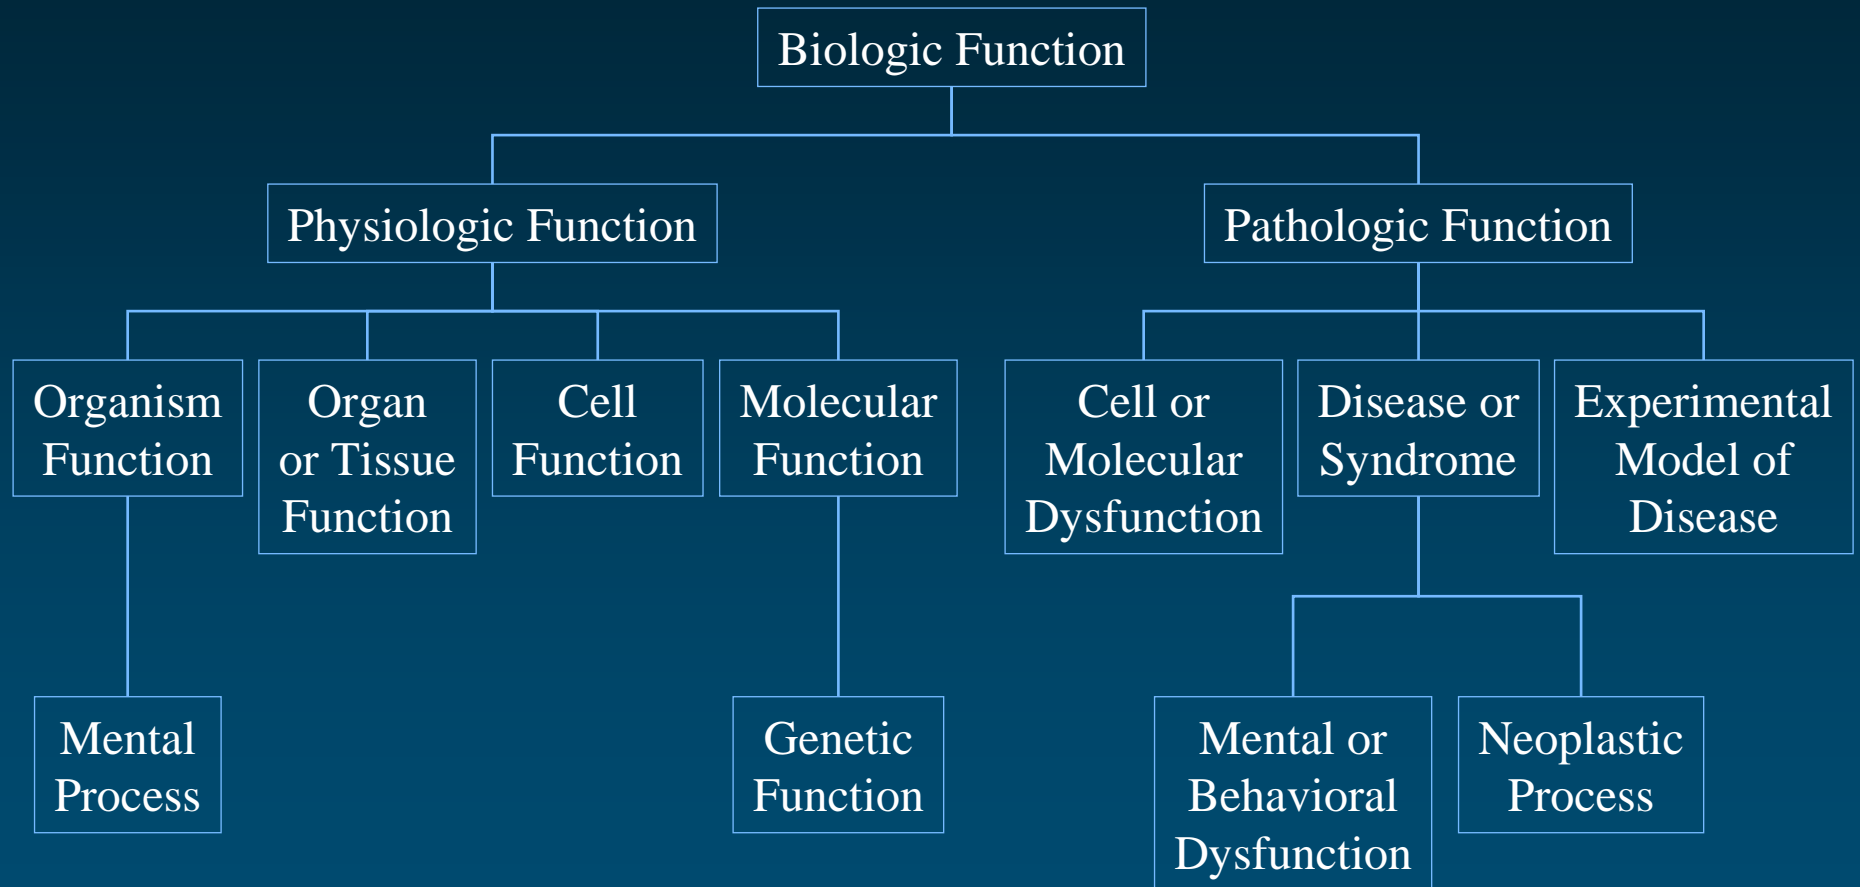 Biologic Function
Physiologic Function
Pathologic Function
Organism
Function
Organ
or Tissue
Function
Cell
Function
Molecular
Function
Cell or
Molecular
Dysfunction
Disease or
Syndrome
Experimental
Model of
Disease
Mental
Process
Genetic
Function
Mental or
Behavioral
Dysfunction
Neoplastic
Process